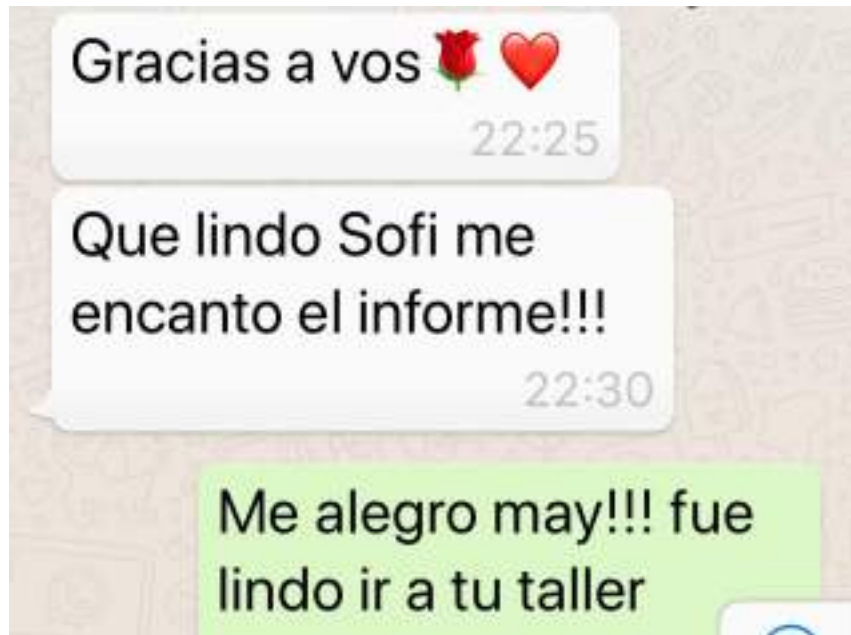 Gracias a vos🌹❤️
22:25
Que lindo Sofi me
encanto el informe!!!
22:30
Me alegro may!!! fue
lindo ir a tu taller